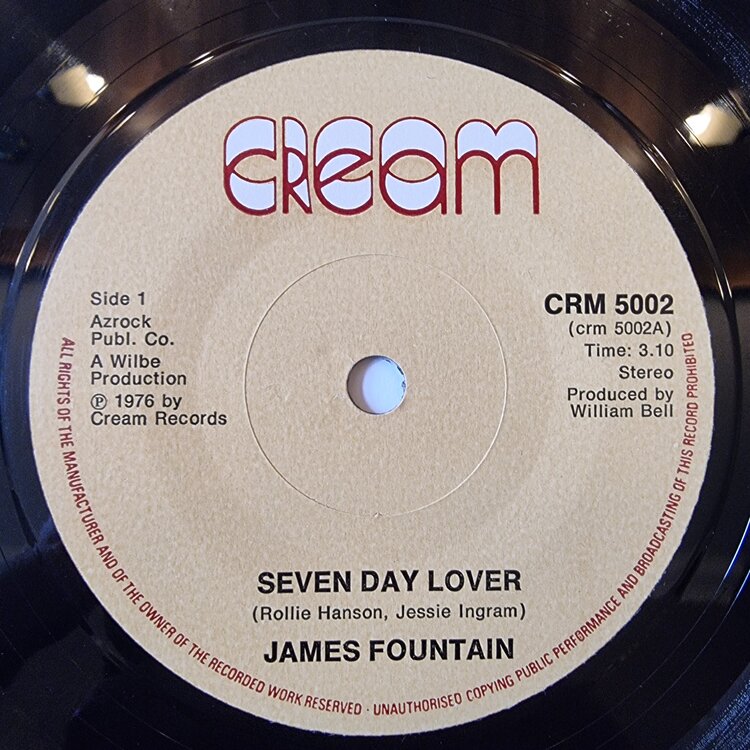 CREAM
Side 1
Azrock
Publ. Co.
A Wilbe
Production
℗ 1976 by
Cream Records
CRM 5002
(crm 5002A)
Time: 3.10
Stereo
Produced by
William Bell
SEVEN DAY LOVER
(Rollie Hanson, Jessie Ingram)
JAMES FOUNTAIN
ALL RIGHTS OF THE MANUFACTURER AND OF THE OWNER OF THE RECORDED WORK RESERVED · UNAUTHORISED COPYING PUBLIC PERFORMANCE AND BROADCASTING OF THIS RECORD PROHIBITED